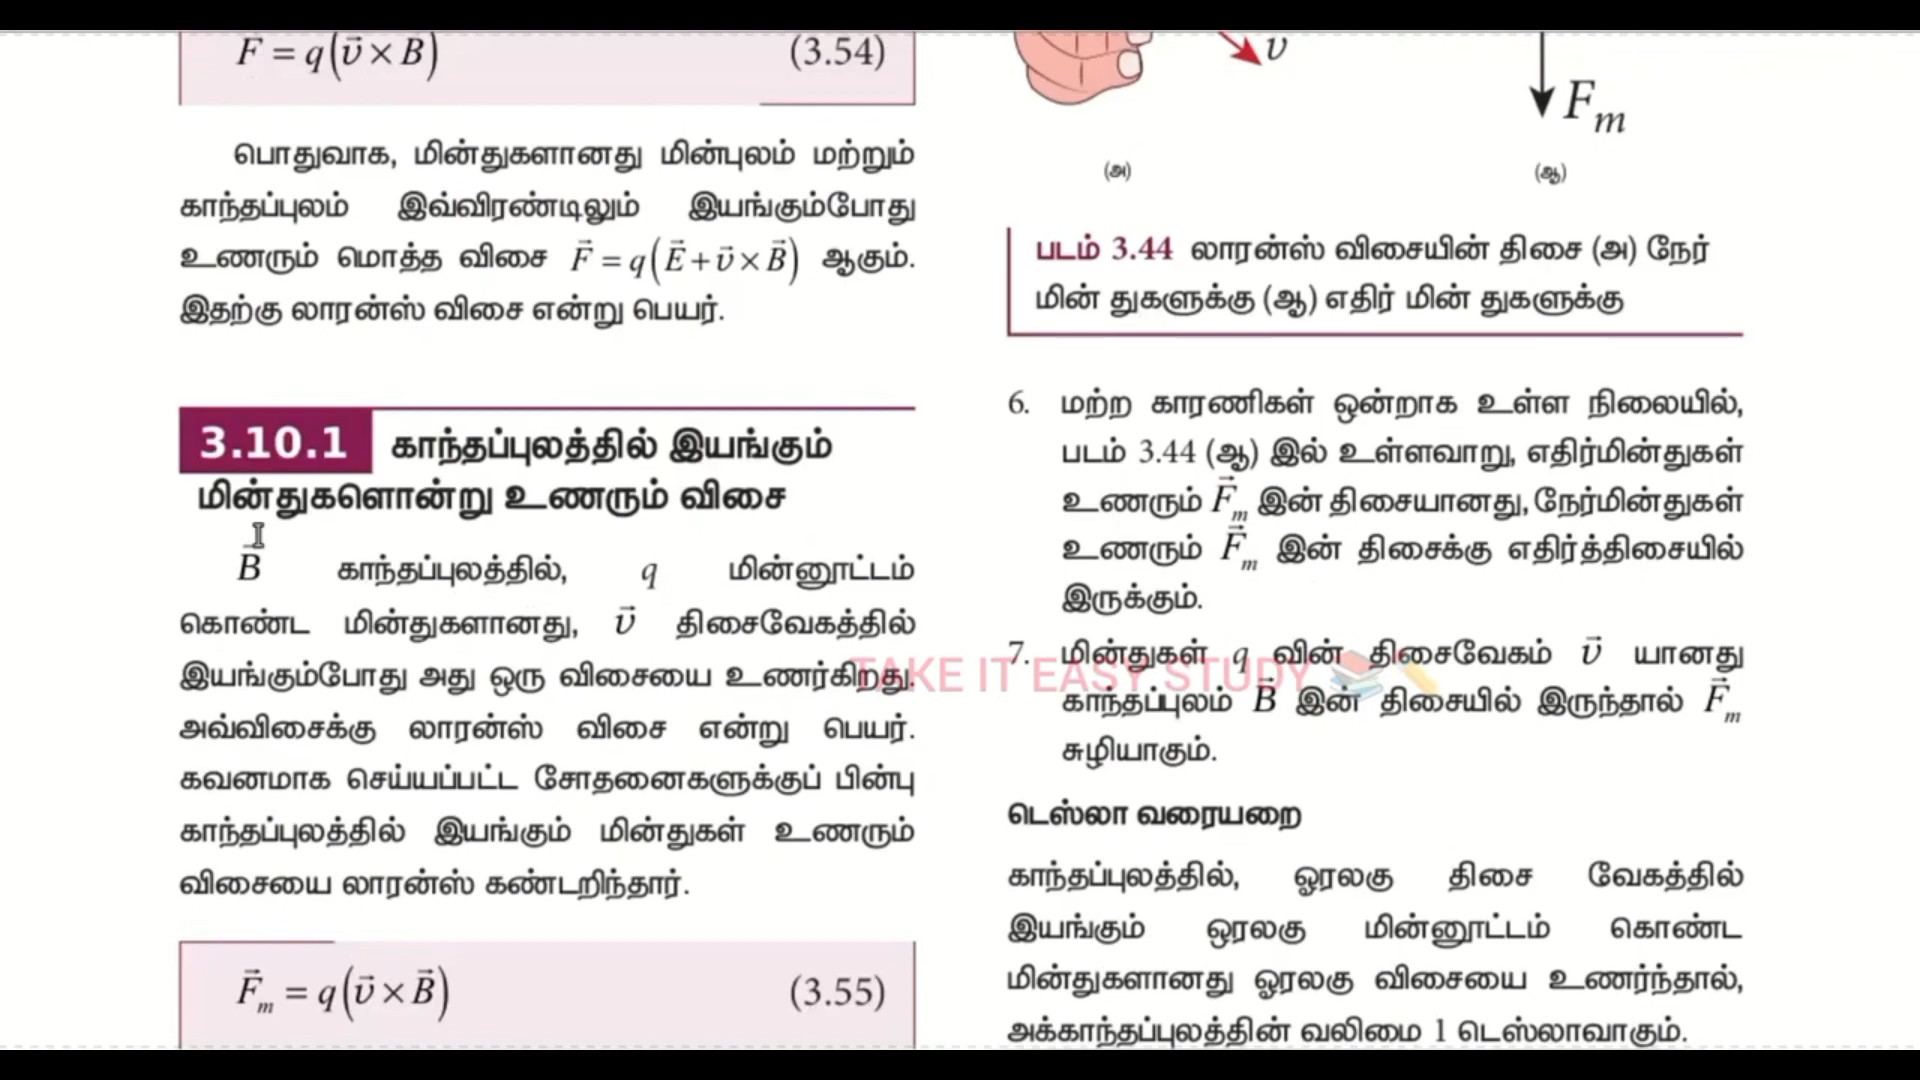 F = q(v⃗ × B) (3.54)
பொதுவாக, மின்துகளானது மின்புலம் மற்றும்
காந்தப்புலம் இவ்விரண்டிலும் இயங்கும்போது
உணரும் மொத்த விசை F⃗ = q(E⃗ + v⃗ × B⃗) ஆகும்.
இதற்கு லாரன்ஸ் விசை என்று பெயர்.
3.10.1 காந்தப்புலத்தில் இயங்கும்
மின்துகளொன்று உணரும் விசை
B⃗ காந்தப்புலத்தில், q மின்னூட்டம்
கொண்ட மின்துகளானது, v⃗ திசைவேகத்தில்
இயங்கும்போது அது ஒரு விசையை உணர்கிறது.
அவ்விசைக்கு லாரன்ஸ் விசை என்று பெயர்.
கவனமாக செய்யப்பட்ட சோதனைகளுக்குப் பின்பு
காந்தப்புலத்தில் இயங்கும் மின்துகள் உணரும்
விசையை லாரன்ஸ் கண்டறிந்தார்.
F⃗m = q(v⃗ × B⃗) (3.55)
v
Fm
(அ) (ஆ)
படம் 3.44 லாரன்ஸ் விசையின் திசை (அ) நேர்
மின் துகளுக்கு (ஆ) எதிர் மின் துகளுக்கு
6. மற்ற காரணிகள் ஒன்றாக உள்ள நிலையில்,
படம் 3.44 (ஆ) இல் உள்ளவாறு, எதிர்மின்துகள்
உணரும் F⃗m இன் திசையானது, நேர்மின்துகள்
உணரும் F⃗m இன் திசைக்கு எதிர்த்திசையில்
இருக்கும்.
7. மின்துகள் q வின் திசைவேகம் v⃗ யானது
காந்தப்புலம் B⃗ இன் திசையில் இருந்தால் F⃗m
சுழியாகும்.
டெஸ்லா வரையறை
காந்தப்புலத்தில், ஓரலகு திசை வேகத்தில்
இயங்கும் ஒரலகு மின்னூட்டம் கொண்ட
மின்துகளானது ஓரலகு விசையை உணர்ந்தால்,
அக்காந்தப்புலத்தின் வலிமை 1 டெஸ்லாவாகும்.
TAKE IT EASY STUDY